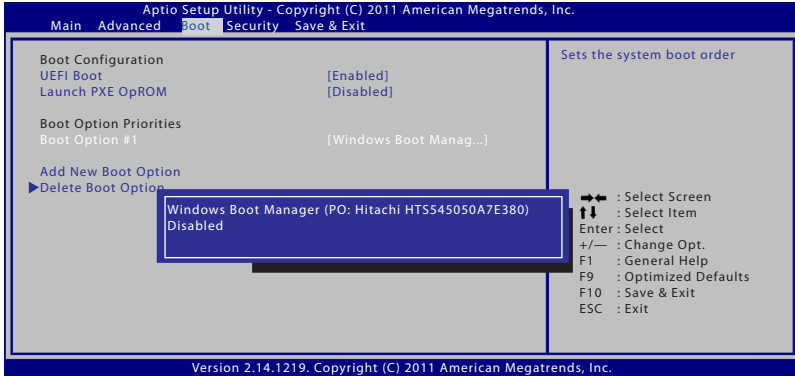 Aptio Setup Utility - Copyright (C) 2011 American Megatrends, Inc.
Main Advanced Boot Security Save & Exit
Boot Configuration
UEFI Boot [Enabled]
Launch PXE OpROM [Disabled]
Boot Option Priorities
Boot Option #1 [Windows Boot Manag...]
Add New Boot Option
Delete Boot Option
Windows Boot Manager (PO: Hitachi HTS545050A7E380)
Disabled
Sets the system boot order
→← : Select Screen
↑↓ : Select Item
Enter : Select
+/— : Change Opt.
F1 : General Help
F9 : Optimized Defaults
F10 : Save & Exit
ESC : Exit
Version 2.14.1219. Copyright (C) 2011 American Megatrends, Inc.